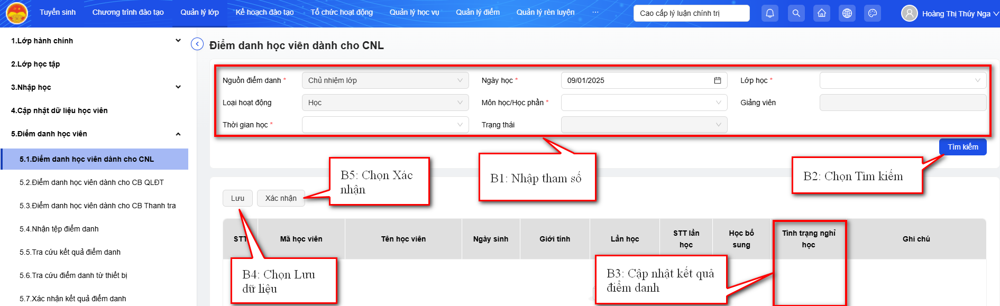 Tuyển sinh
Chương trình đào tạo
Quản lý lớp
Kế hoạch đào tạo
Tổ chức hoạt động
Quản lý học vụ
Quản lý điểm
Quản lý rèn luyện
...
Cao cấp lý luận chính trị
Hoàng Thị Thúy Nga
1.Lớp hành chính
2.Lớp học tập
3.Nhập học
4.Cập nhật dữ liệu học viên
5.Điểm danh học viên
5.1.Điểm danh học viên dành cho CNL
5.2.Điểm danh học viên dành cho CB QLĐT
5.3.Điểm danh học viên dành cho CB Thanh tra
5.4.Nhận tệp điểm danh
5.5.Tra cứu kết quả điểm danh
5.6.Tra cứu điểm danh từ thiết bị
5.7.Xác nhận kết quả điểm danh
Điểm danh học viên dành cho CNL
Nguồn điểm danh *
Chủ nhiệm lớp
Ngày học *
09/01/2025
Lớp học *
Loại hoạt động
Học
Môn học/Học phần *
Giảng viên
Thời gian học *
Trạng thái
Tìm kiếm
B1: Nhập tham số
B2: Chọn Tìm kiếm
B5: Chọn Xác
nhận
Lưu
Xác nhận
STT
Mã học viên
Tên học viên
Ngày sinh
Giới tính
Lần học
STT lần
học
Học bổ
sung
Tình trạng nghỉ
học
Ghi chú
B4: Chọn Lưu
dữ liệu
B3: Cập nhật kết quả
điểm danh